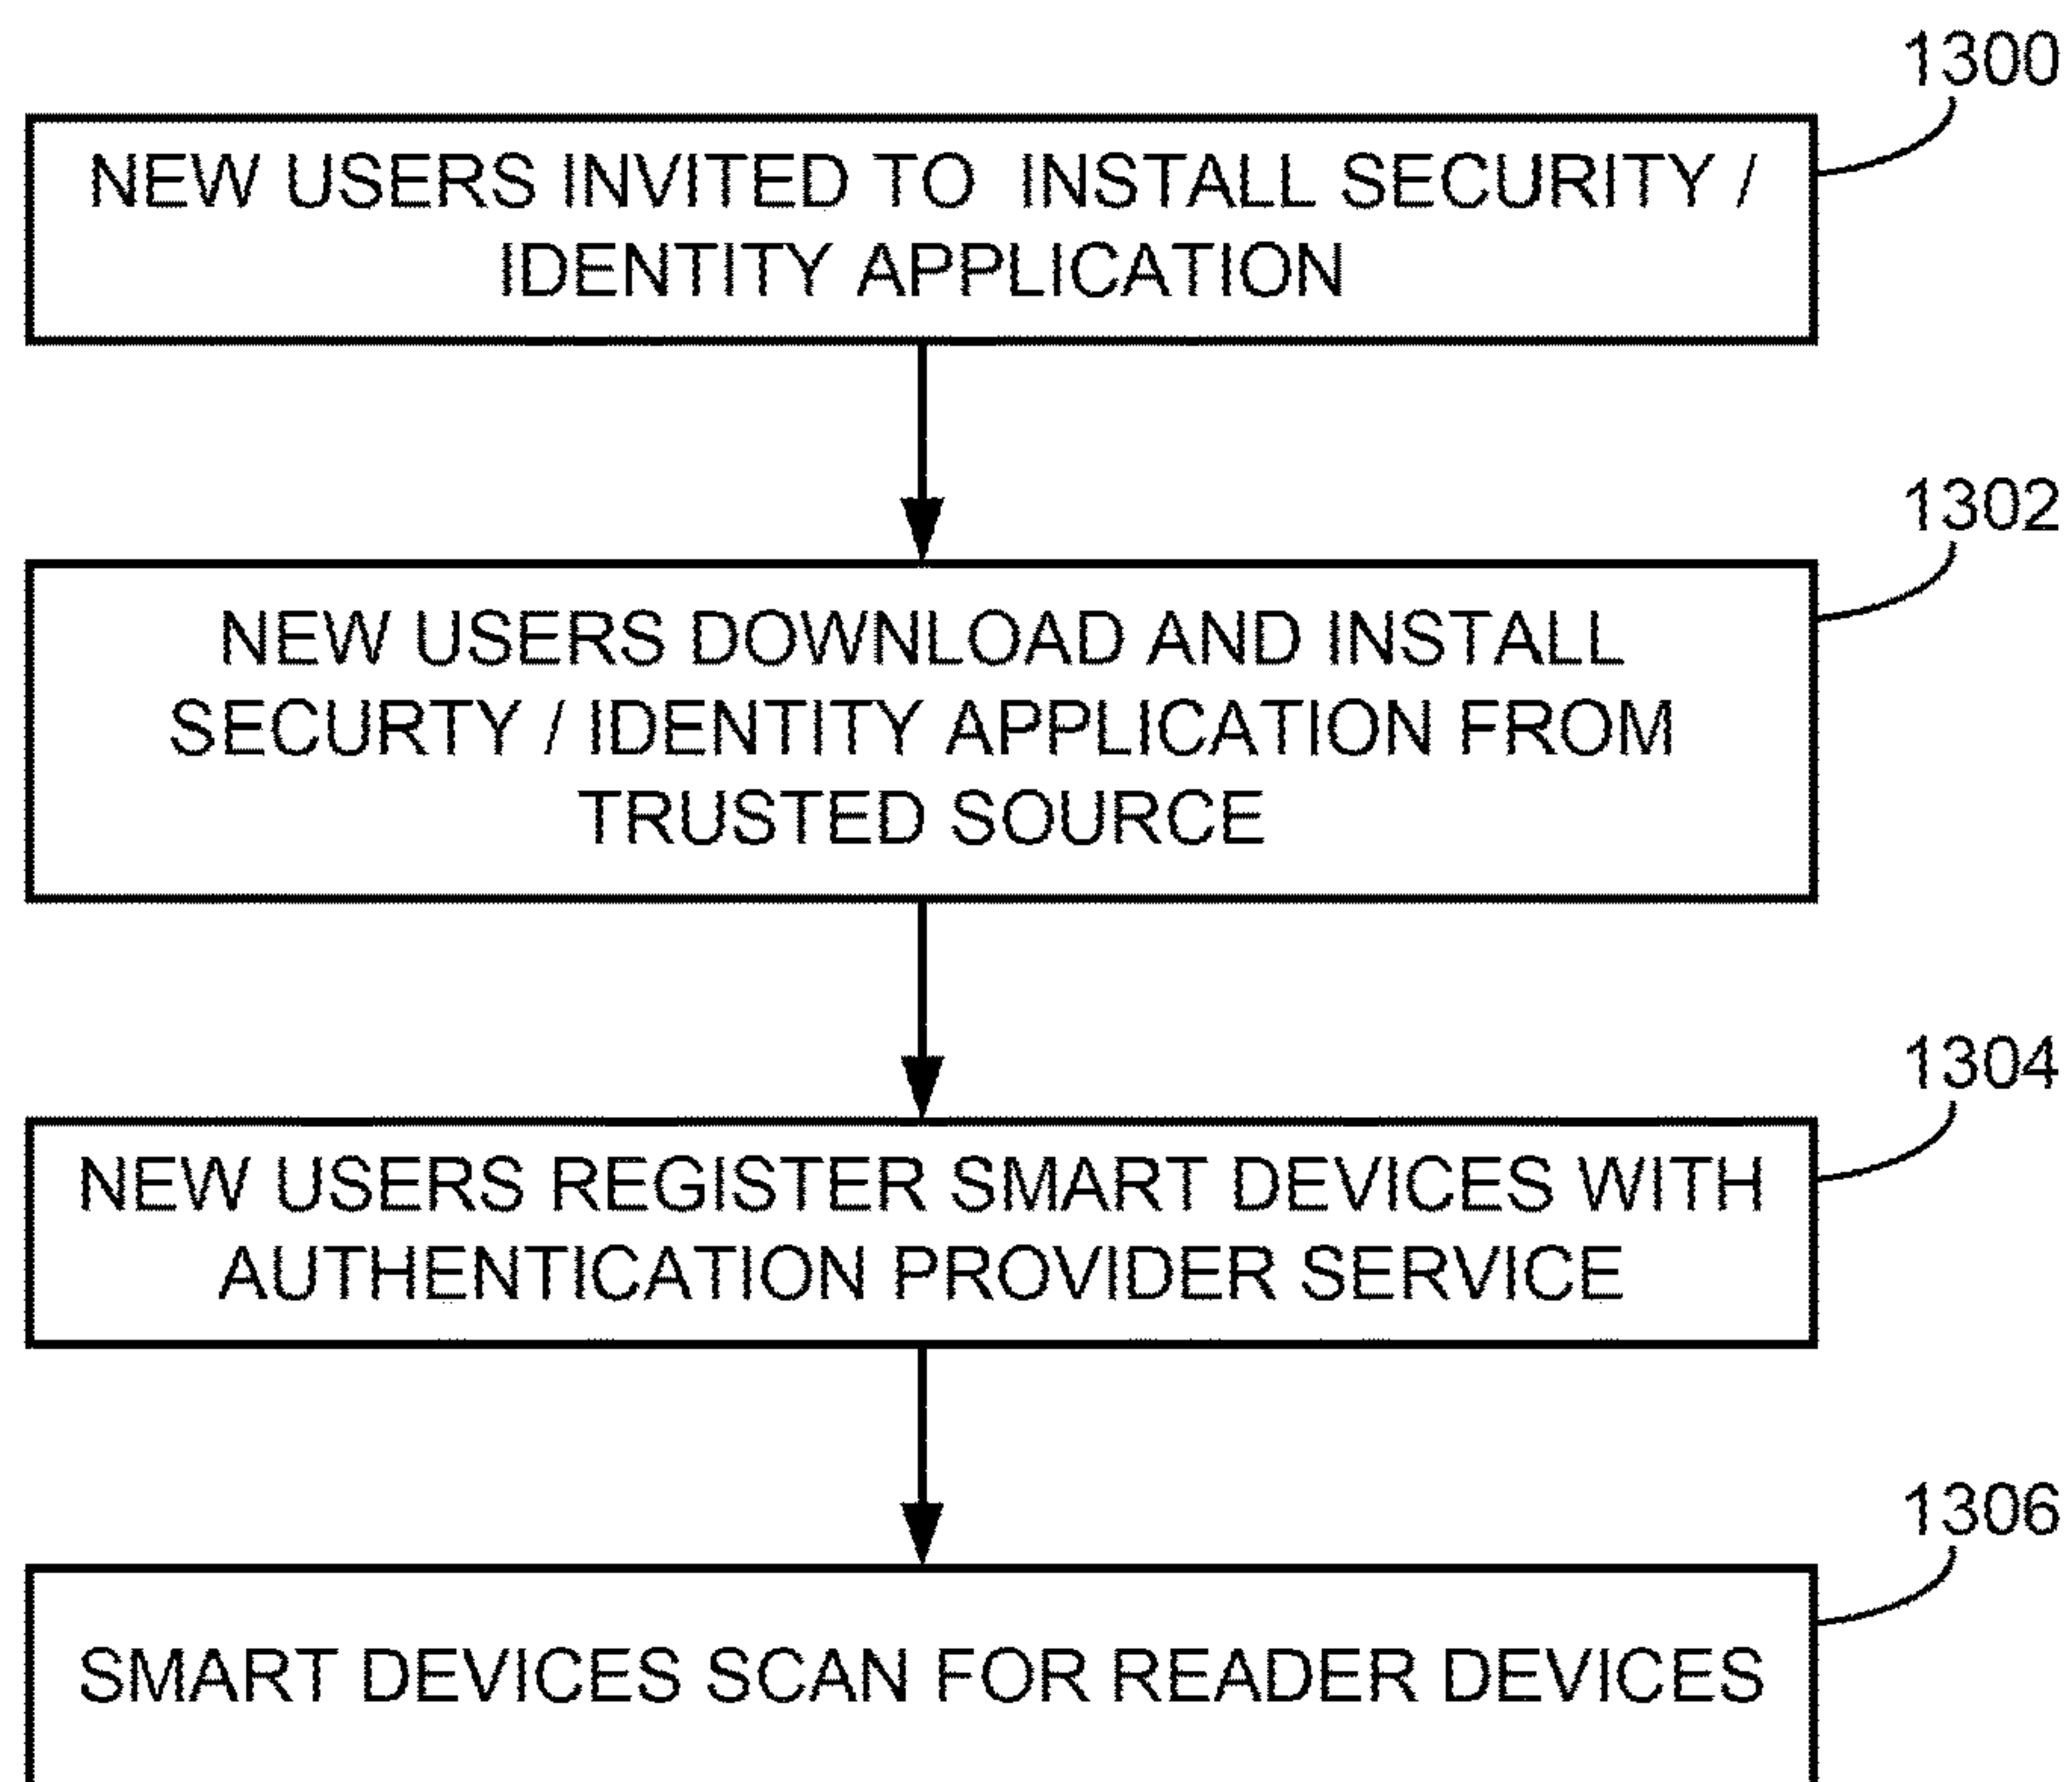 1300
NEW USERS INVITED TO INSTALL SECURITY /
IDENTITY APPLICATION
1302
NEW USERS DOWNLOAD AND INSTALL
SECURTY / IDENTITY APPLICATION FROM
TRUSTED SOURCE
1304
NEW USERS REGISTER SMART DEVICES WITH
AUTHENTICATION PROVIDER SERVICE
1306
SMART DEVICES SCAN FOR READER DEVICES